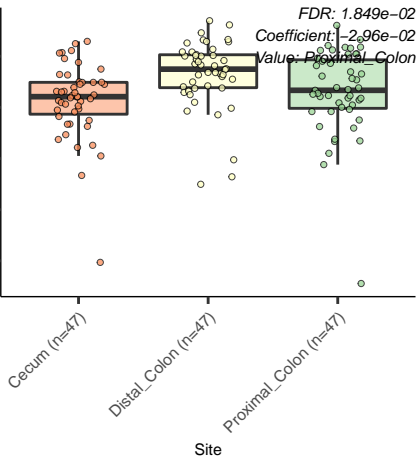 FDR: 1.849e−02
Coefficient: −2.96e−02
Value: Proximal_Colon
Cecum (n=47)
Distal_Colon (n=47)
Proximal_Colon (n=47)
Site